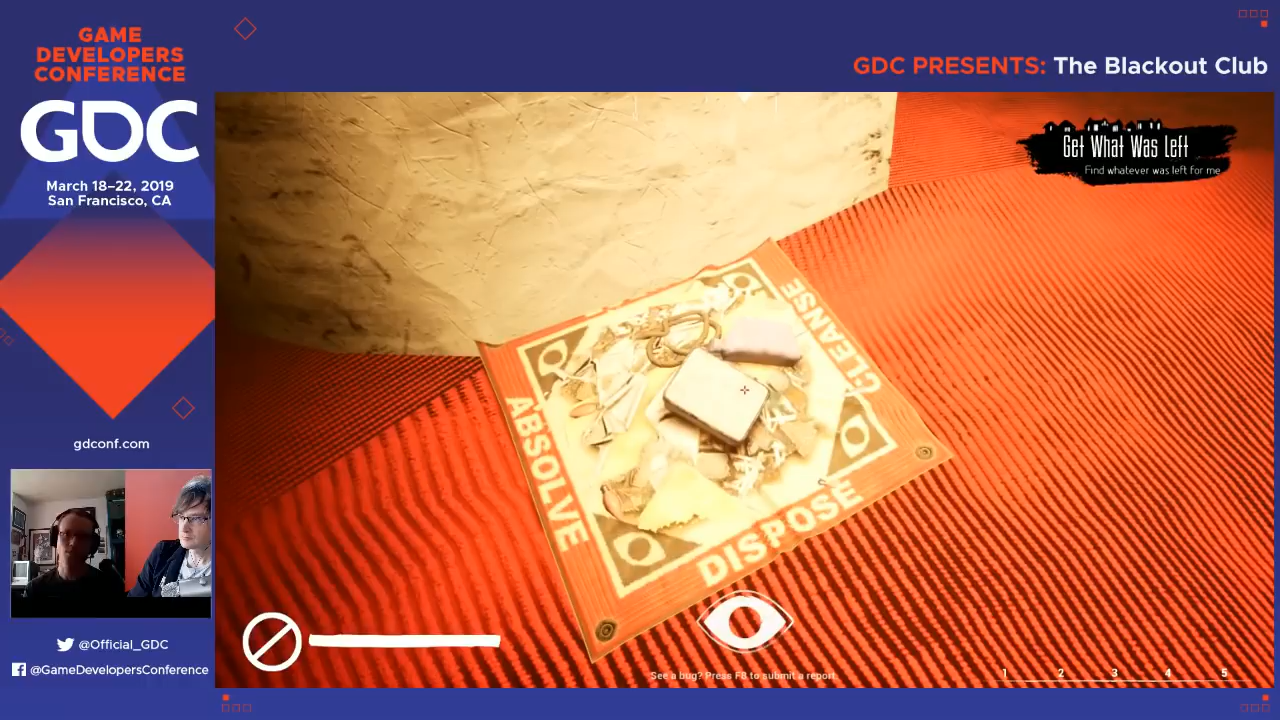 GAME
DEVELOPERS
CONFERENCE
GDC
March 18–22, 2019
San Francisco, CA
gdconf.com
@Official_GDC
@GameDevelopersConference
GDC PRESENTS: The Blackout Club
Get What Was Left
Find whatever was left for me
CLEANSE
ABSOLVE
DISPOSE
See a bug? Press F8 to submit a report
1 2 3 4 5